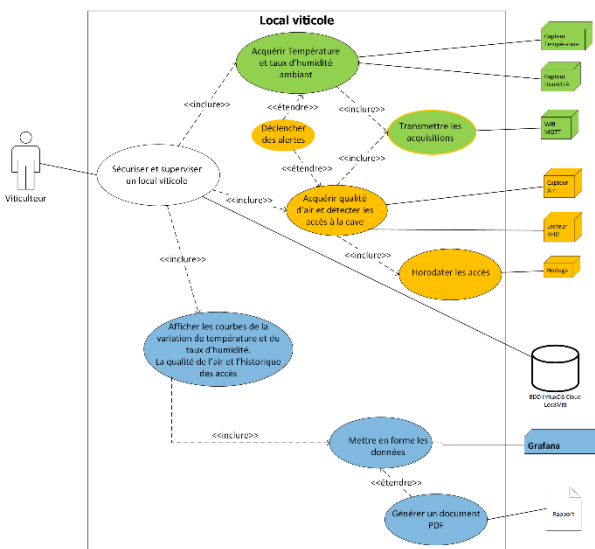 Local viticole
Acquérir Température
et taux d'humidité
ambiant
Capteur
Température
Capteur
Humidité
<<inclure>>
<<étendre>>
<<inclure>>
Déclencher
des alertes
Transmettre les
acquisitions
Wifi
MQTT
Viticulteur
Sécuriser et superviser
un local viticole
<<étendre>>
<<inclure>>
<<inclure>>
Acquérir qualité
d'air et détecter les
accès à la cave
Capteur
Air
Lecteur
RFID
<<inclure>>
<<inclure>>
Horodater les accès
Horloge
Afficher les courbes de la
variation de température et du
taux d'humidité.
La qualité de l'air et l'historique
des accès
BDD InfluxDB Cloud
<<inclure>>
Mettre en forme les
données
Grafana
<<étendre>>
Générer un document
PDF
Rapport